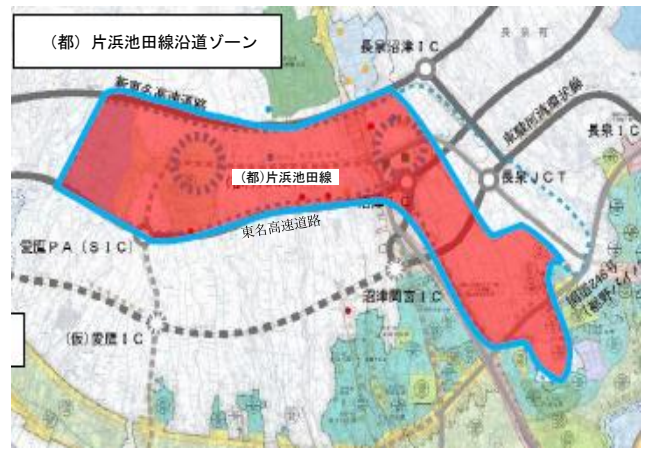 （都）片浜池田線沿道ゾーン
長泉沼津ＩＣ
長泉町
新東名高速道路
東駿河湾環状線
長泉ＩＣ
（都）片浜池田線
長泉ＪＣＴ
東名高速道路
愛鷹ＰＡ（ＳＩＣ）
国道246号
沼津岡宮ＩＣ
（仮）愛鷹ＩＣ